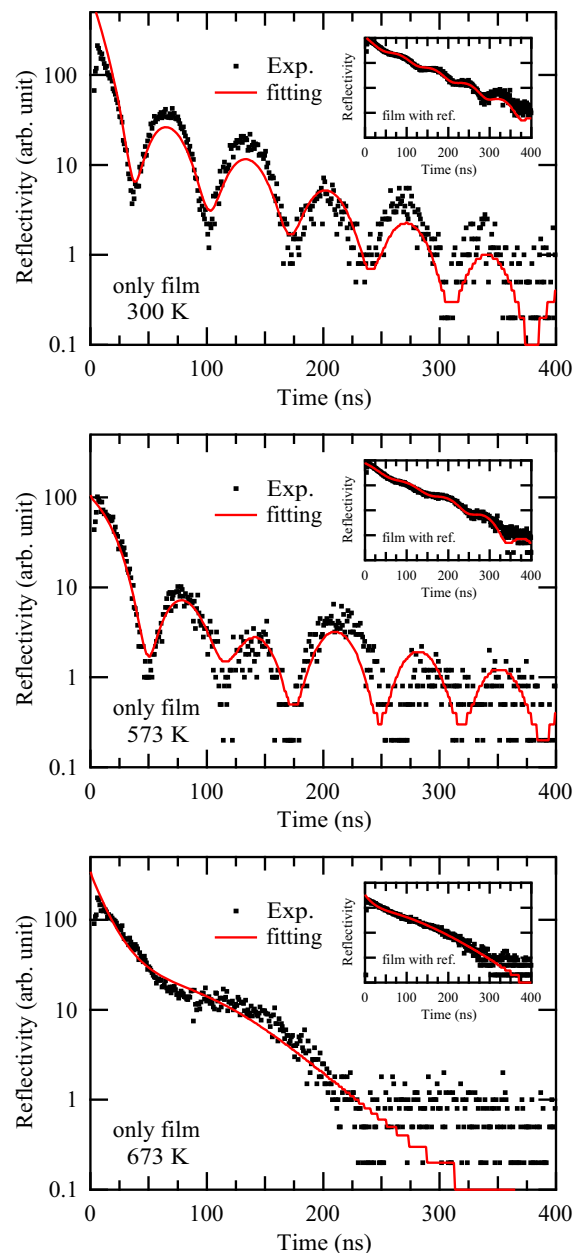 Reflectivity (arb. unit)
100
10
1
0.1
Exp.
fitting
only film
300 K
0
100
200
300
400
Time (ns)
Reflectivity
film with ref.
0 100 200 300 400
Time (ns)
Reflectivity (arb. unit)
100
10
1
0.1
Exp.
fitting
only film
573 K
0
100
200
300
400
Time (ns)
Reflectivity
film with ref.
0 100 200 300 400
Time (ns)
Reflectivity (arb. unit)
100
10
1
0.1
Exp.
fitting
only film
673 K
0
100
200
300
400
Time (ns)
Reflectivity
film with ref.
0 100 200 300 400
Time (ns)